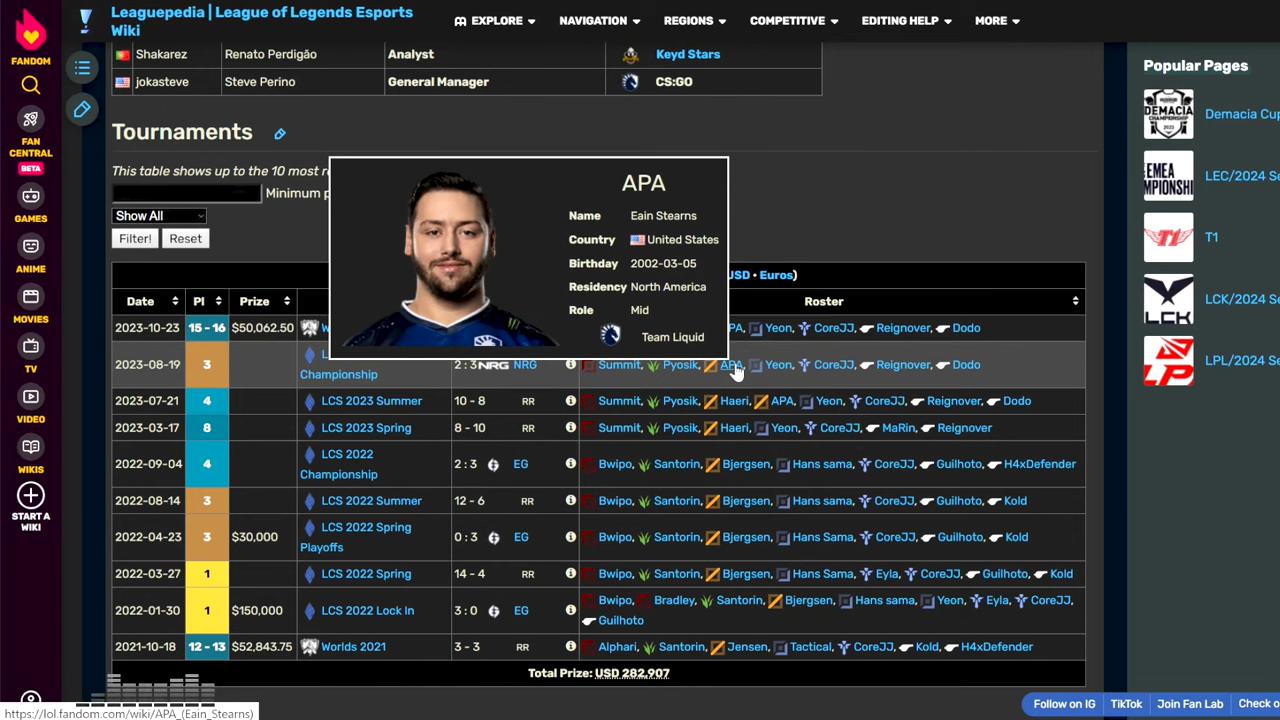 Leaguepedia | League of Legends Esports
Wiki
EXPLORE
NAVIGATION
REGIONS
COMPETITIVE
EDITING HELP
MORE
FANDOM
FAN
CENTRAL
BETA
GAMES
ANIME
MOVIES
TV
VIDEO
WIKIS
START A
WIKI
Shakarez Renato Perdigão Analyst Keyd Stars
jokasteve Steve Perino General Manager CS:GO
Tournaments
This table shows up to the 10 most r
Minimum p
Show All
Filter! Reset
APA
Name Eain Stearns
Country United States
Birthday 2002-03-05
Residency North America
Role Mid
Team Liquid
USD • Euros)
Date Pl Prize Roster
2023-10-23 15 - 16 $50,062.50 W PA, Yeon, CoreJJ, Reignover, Dodo
2023-08-19 3 L
Championship 2 : 3 NRG NRG Summit, Pyosik, APA, Yeon, CoreJJ, Reignover, Dodo
2023-07-21 4 LCS 2023 Summer 10 - 8 RR Summit, Pyosik, Haeri, APA, Yeon, CoreJJ, Reignover, Dodo
2023-03-17 8 LCS 2023 Spring 8 - 10 RR Summit, Pyosik, Haeri, Yeon, CoreJJ, MaRin, Reignover
LCS 2022
2022-09-04 4 Championship 2 : 3 EG Bwipo, Santorin, Bjergsen, Hans sama, CoreJJ, Guilhoto, H4xDefender
2022-08-14 3 LCS 2022 Summer 12 - 6 RR Bwipo, Santorin, Bjergsen, Hans sama, CoreJJ, Guilhoto, Kold
LCS 2022 Spring
2022-04-23 3 $30,000 Playoffs 0 : 3 EG Bwipo, Santorin, Bjergsen, Hans Sama, CoreJJ, Guilhoto, Kold
2022-03-27 1 LCS 2022 Spring 14 - 4 RR Bwipo, Santorin, Bjergsen, Hans Sama, Eyla, CoreJJ, Guilhoto, Kold
2022-01-30 1 $150,000 LCS 2022 Lock In 3 : 0 EG Bwipo, Bradley, Santorin, Bjergsen, Hans sama, Yeon, Eyla, CoreJJ,
Guilhoto
2021-10-18 12 - 13 $52,843.75 Worlds 2021 3 - 3 RR Alphari, Santorin, Jensen, Tactical, CoreJJ, Kold, H4xDefender
Total Prize: USD 282,907
Popular Pages
DEMACIA
CHAMPIONSHIP
2023
Demacia Cup
EMEA
MPIONSHI
LEC/2024 Se
T1
LCK
LCK/2024 S
LPL/2024 Se
Follow on IG TikTok Join Fan Lab Check o
https://lol.fandom.com/wiki/APA_(Eain_Stearns)